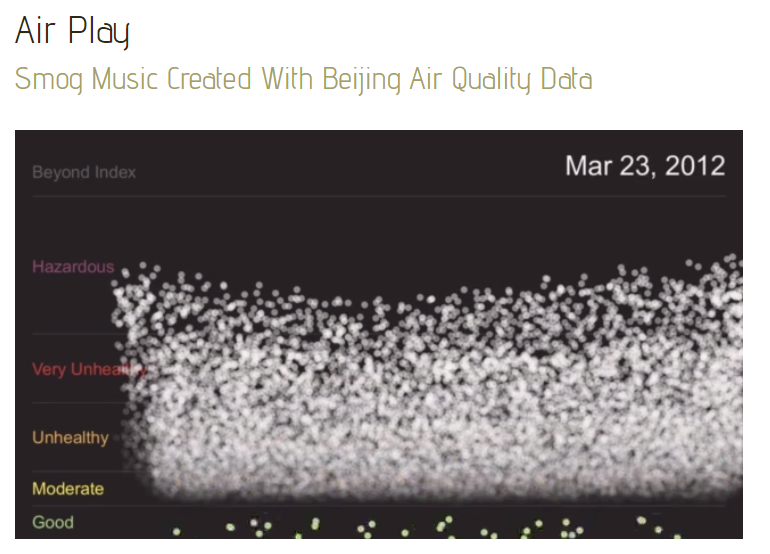 Air Play
Smog Music Created With Beijing Air Quality Data
Beyond Index
Mar 23, 2012
Hazardous
Very Unhealthy
Unhealthy
Moderate
Good